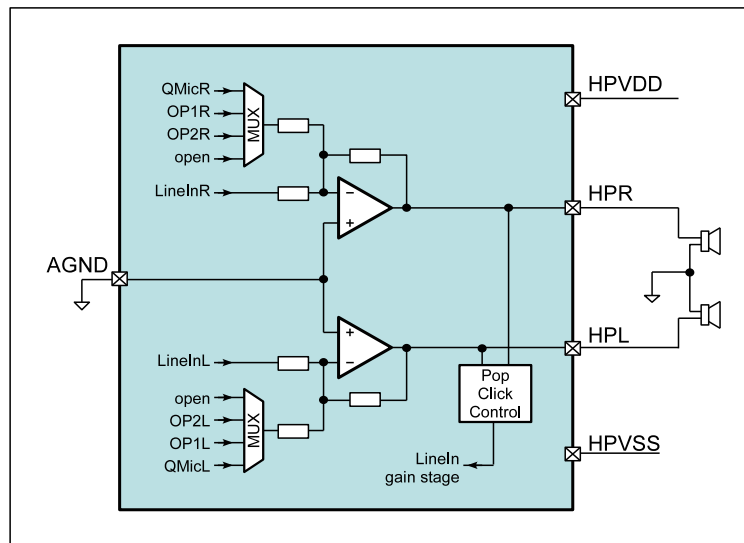 QMicR
OP1R
OP2R
open
MUX
LineInR
−
+
HPVDD
HPR
AGND
+
−
HPL
LineInL
open
OP2L
OP1L
QMicL
MUX
Pop
Click
Control
LineIn
gain stage
HPVSS